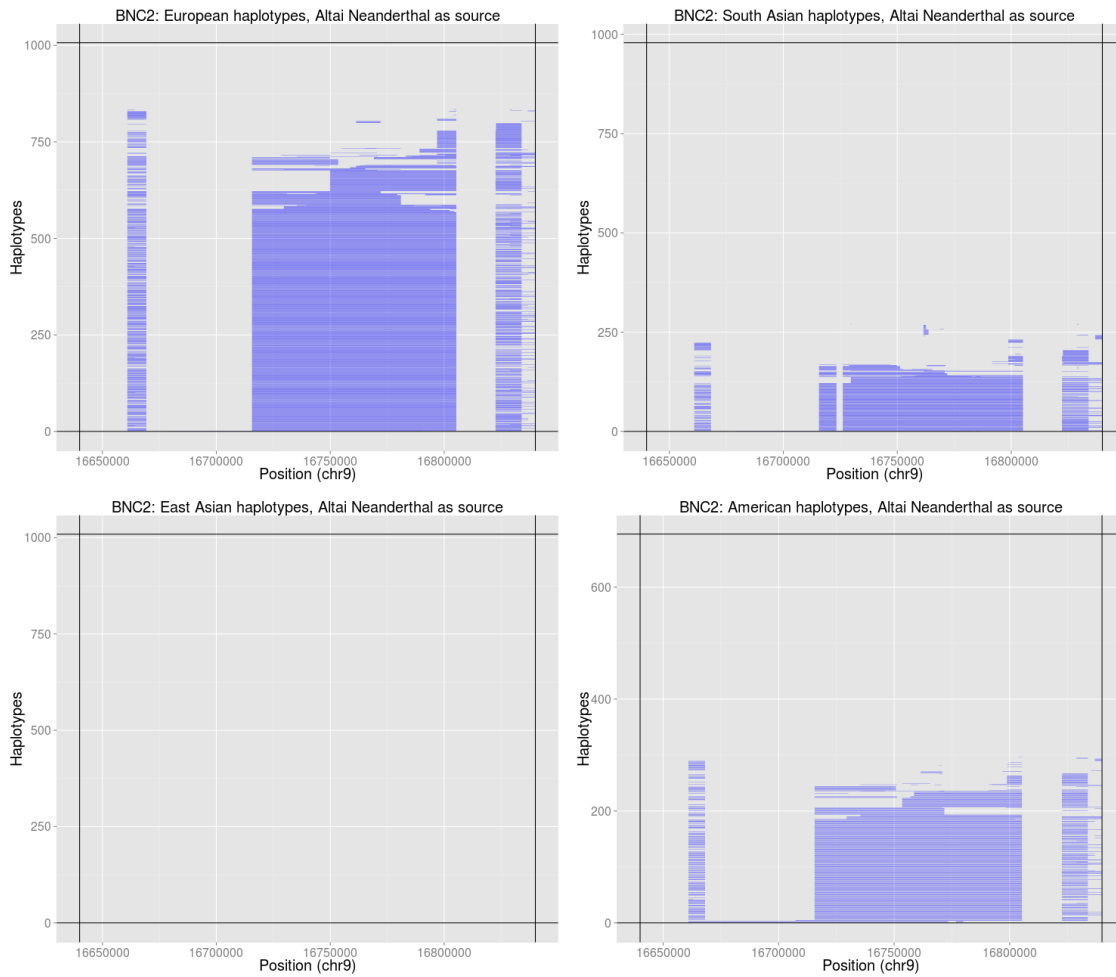 BNC2: European haplotypes, Altai Neanderthal as source
1000
750
500
250
0
Haplotypes
16650000 16700000 16750000 16800000
Position (chr9)
BNC2: South Asian haplotypes, Altai Neanderthal as source
1000
750
500
250
0
Haplotypes
16650000 16700000 16750000 16800000
Position (chr9)
BNC2: East Asian haplotypes, Altai Neanderthal as source
1000
750
500
250
0
Haplotypes
16650000 16700000 16750000 16800000
Position (chr9)
BNC2: American haplotypes, Altai Neanderthal as source
600
400
200
0
Haplotypes
16650000 16700000 16750000 16800000
Position (chr9)